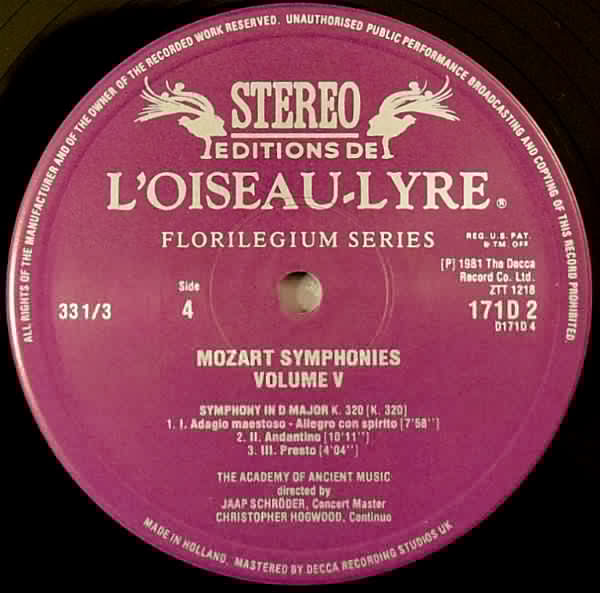 ALL RIGHTS OF THE MANUFACTURER AND OF THE OWNER OF THE RECORDED WORK RESERVED. UNAUTHORISED PUBLIC PERFORMANCE BROADCASTING AND COPYING OF THIS RECORD PROHIBITED.
STEREO
EDITIONS DE
L'OISEAU-LYRE ®
FLORILEGIUM SERIES
REG. U.S. PAT.
& TM. OFF
[P] 1981 The Decca
Record Co. Ltd.
ZTT 1218
33 1/3
Side
4
171D 2
D171D 4
MOZART SYMPHONIES
VOLUME V
SYMPHONY IN D MAJOR K. 320 [K. 320]
1. I. Adagio maestoso - Allegro con spirito [7'58'']
2. II. Andantino [10'11'']
3. III. Presto [4'04'']
THE ACADEMY OF ANCIENT MUSIC
directed by
JAAP SCHRÖDER, Concert Master
CHRISTOPHER HOGWOOD, Continuo
MADE IN HOLLAND. MASTERED BY DECCA RECORDING STUDIOS UK